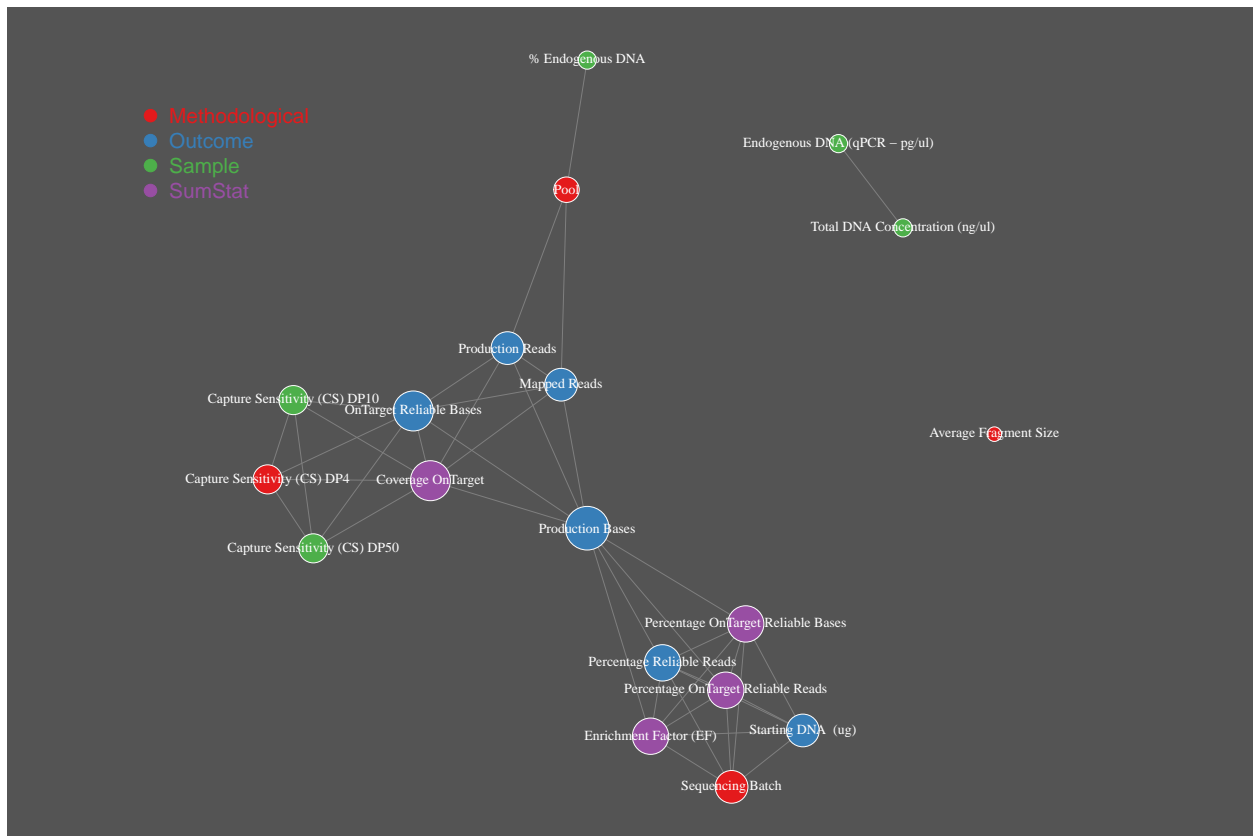 % Endogenous DNA
Methodological
Outcome
Sample
SumStat
Endogenous DNA (qPCR – pg/ul)
Pool
Total DNA Concentration (ng/ul)
Production Reads
Mapped Reads
Capture Sensitivity (CS) DP10
OnTarget Reliable Bases
Average Fragment Size
Capture Sensitivity (CS) DP4
Coverage OnTarget
Production Bases
Capture Sensitivity (CS) DP50
Percentage OnTarget Reliable Bases
Percentage Reliable Reads
Percentage OnTarget Reliable Reads
Starting DNA (ug)
Enrichment Factor (EF)
Sequencing Batch